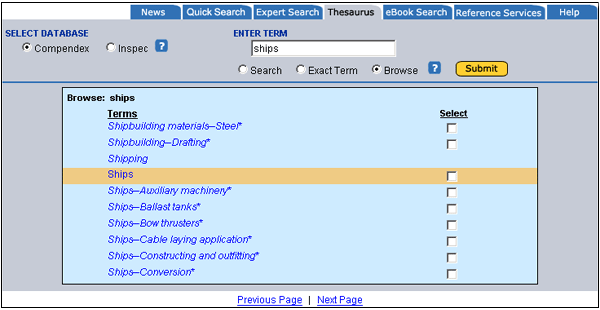 News Quick Search Expert Search Thesaurus eBook Search Reference Services Help
SELECT DATABASE ENTER TERM
Compendex Inspec ? ships
Search Exact Term Browse ? Submit
Browse: ships
Terms Select
Shipbuilding materials--Steel*
Shipbuilding--Drafting*
Shipping
Ships
Ships--Auxiliary machinery*
Ships--Ballast tanks*
Ships--Bow thrusters*
Ships--Cable laying application*
Ships--Constructing and outfitting*
Ships--Conversion*
Previous Page | Next Page